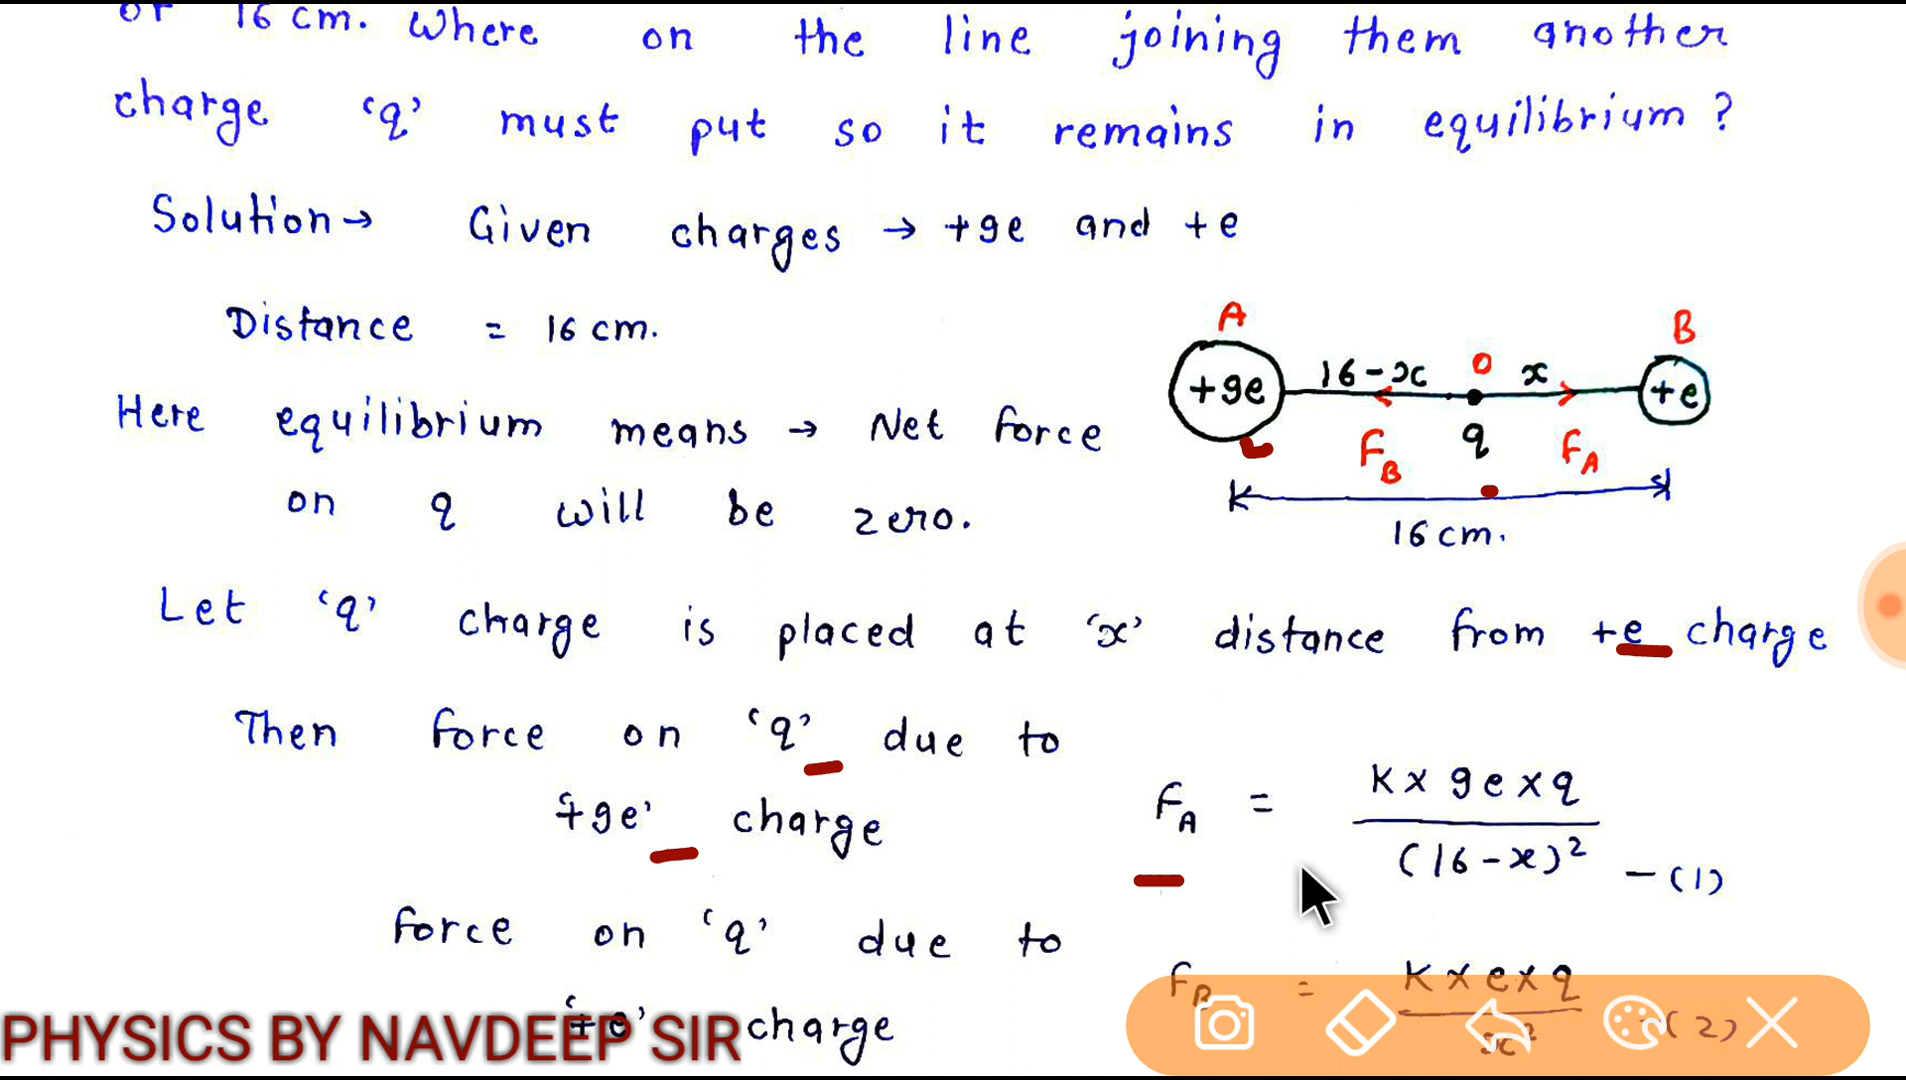 of 16 cm. Where on the line joining them another
charge 'q' must put so it remains in equilibrium ?
Solution → Given charges → +9e and +e
Distance = 16 cm.
A
B
+9e
16-x
O
x
+e
F_B
q
F_A
16 cm.
Here equilibrium means → Net force
on q will be zero.
Let 'q' charge is placed at 'x' distance from +e charge
Then force on 'q' due to
'+9e' charge
F_A = K x 9e x q / (16-x)² -(1)
force on 'q' due to
'+e' charge
F_B = K x e x q / x² -(2)
PHYSICS BY NAVDEEP SIR